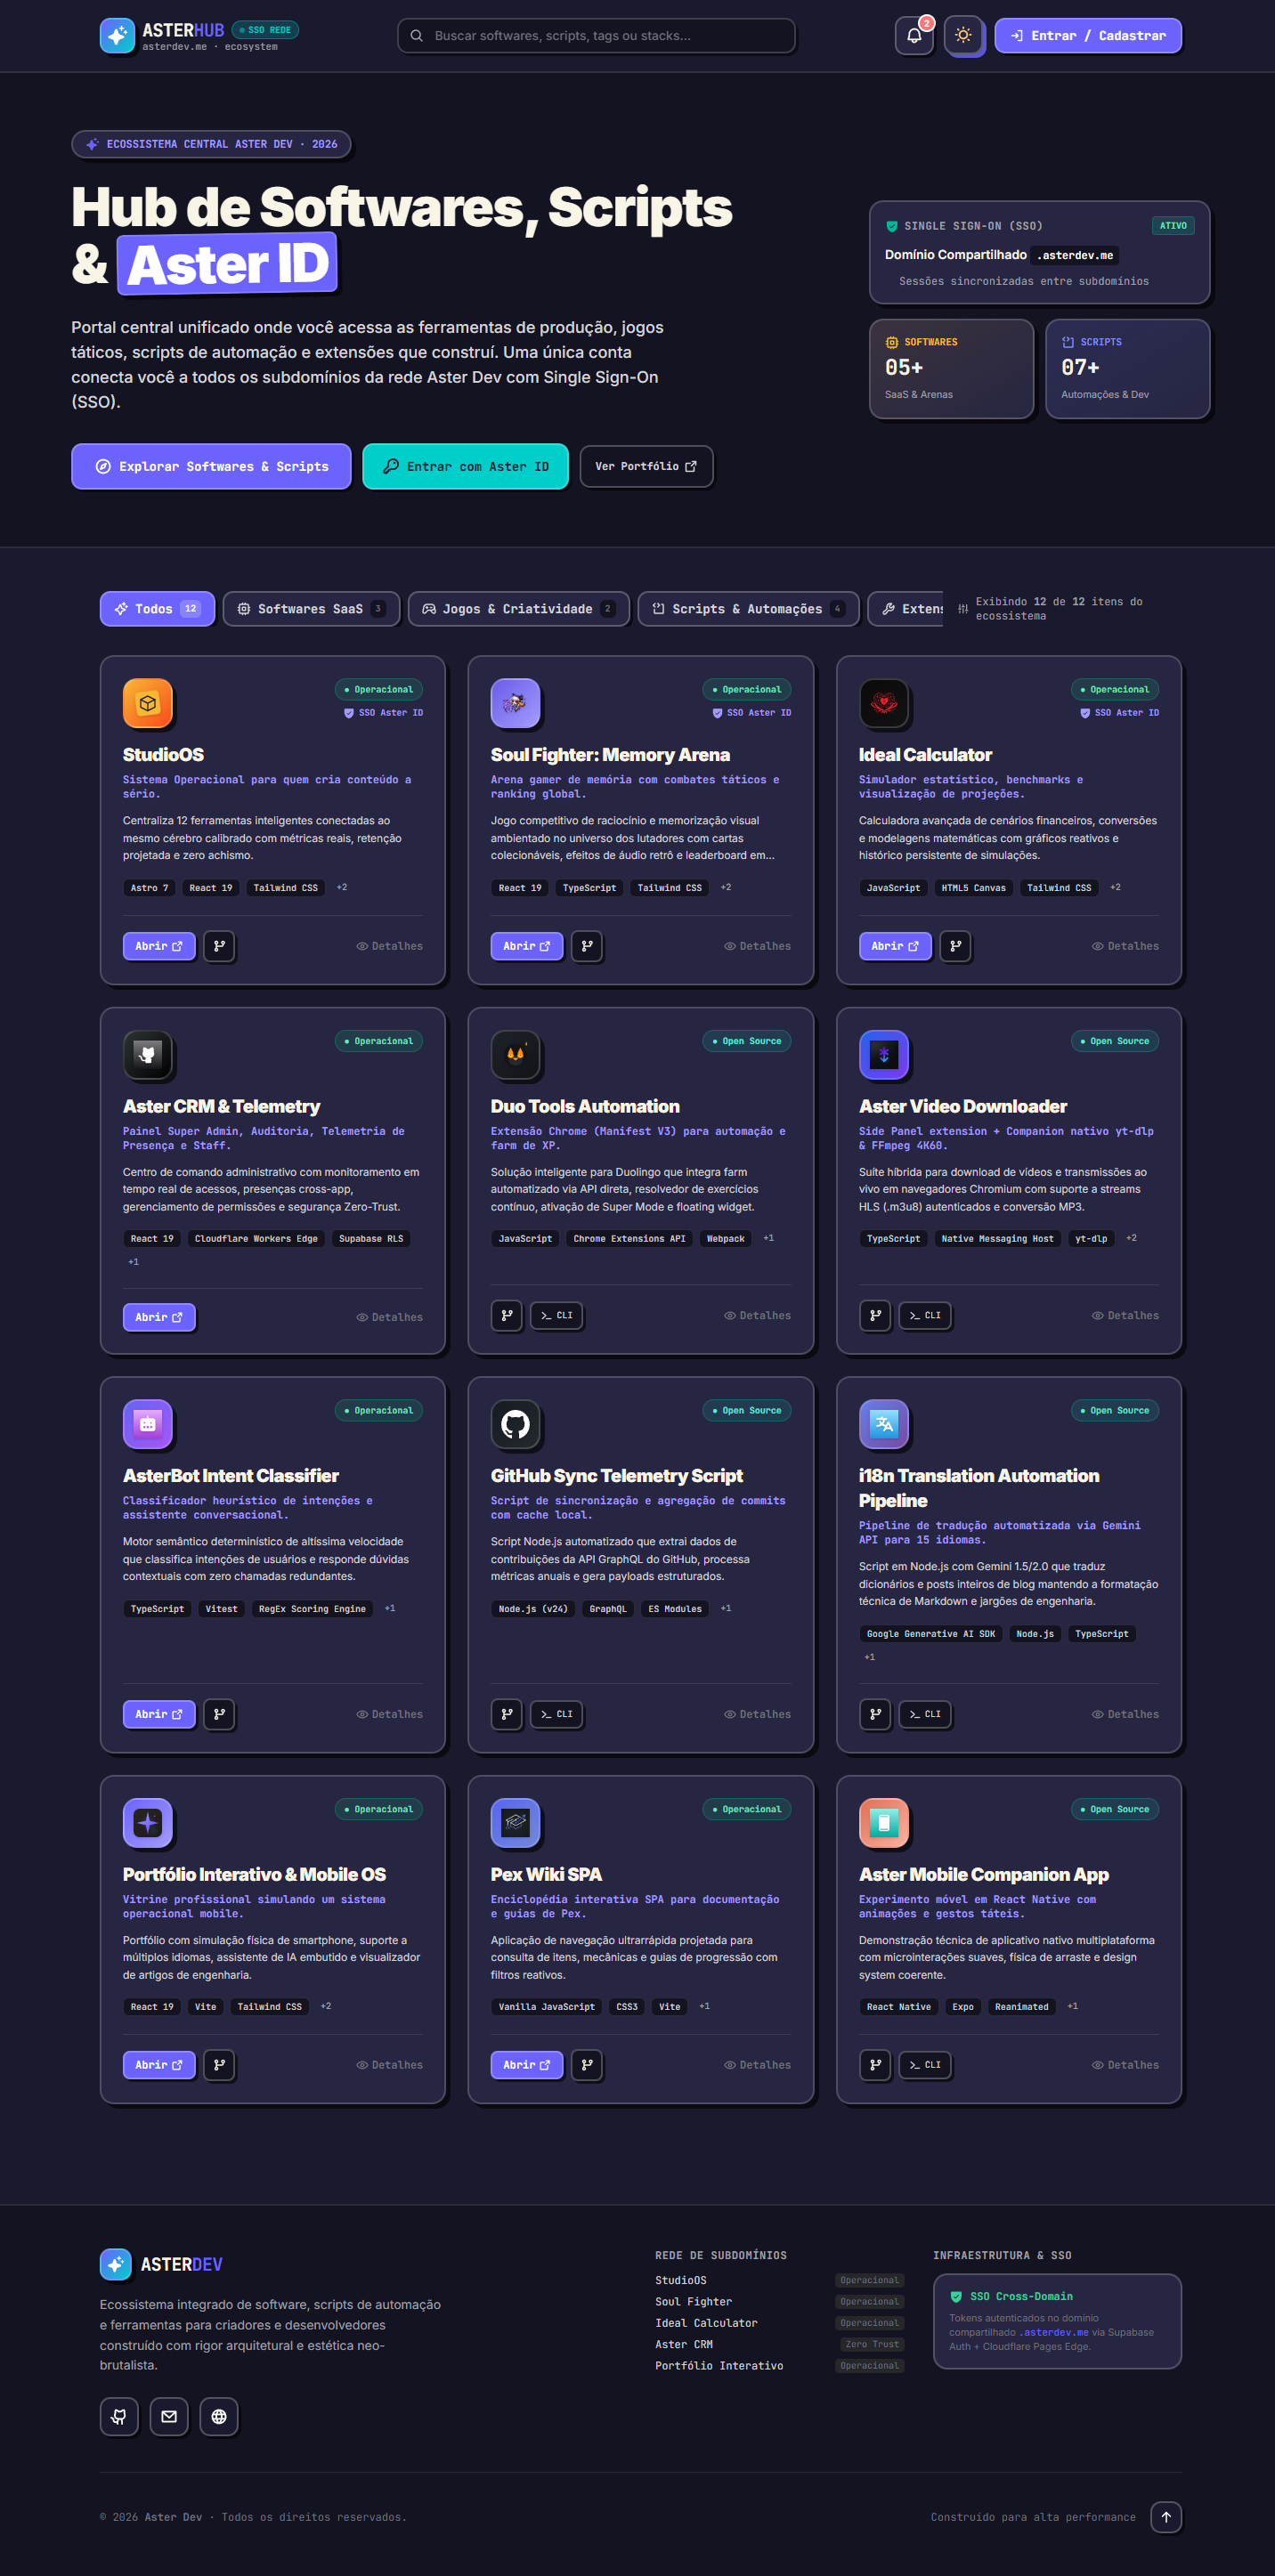 ASTERHUB
SSO REDE
asterdev.me · ecosystem
Buscar softwares, scripts, tags ou stacks...
2
Entrar / Cadastrar
ECOSSISTEMA CENTRAL ASTER DEV · 2026
Hub de Softwares, Scripts
& Aster ID
Portal central unificado onde você acessa as ferramentas de produção, jogos
táticos, scripts de automação e extensões que construí. Uma única conta
conecta você a todos os subdomínios da rede Aster Dev com Single Sign-On
(SSO).
Explorar Softwares & Scripts
Entrar com Aster ID
Ver Portfólio
SINGLE SIGN-ON (SSO)
ATIVO
Domínio Compartilhado .asterdev.me
Sessões sincronizadas entre subdomínios
SOFTWARES
05+
SaaS & Arenas
SCRIPTS
07+
Automações & Dev
Todos 12
Softwares SaaS 3
Jogos & Criatividade 2
Scripts & Automações 4
Extens
Exibindo 12 de 12 itens do
ecossistema
Operacional
SSO Aster ID
StudioOS
Sistema Operacional para quem cria conteúdo a
sério.
Centraliza 12 ferramentas inteligentes conectadas ao
mesmo cérebro calibrado com métricas reais, retenção
projetada e zero achismo.
Astro 7 React 19 Tailwind CSS +2
Abrir
Detalhes
Operacional
SSO Aster ID
Soul Fighter: Memory Arena
Arena gamer de memória com combates táticos e
ranking global.
Jogo competitivo de raciocínio e memorização visual
ambientado no universo dos lutadores com cartas
colecionáveis, efeitos de áudio retrô e leaderboard em...
React 19 TypeScript Tailwind CSS +2
Abrir
Detalhes
Operacional
SSO Aster ID
Ideal Calculator
Simulador estatístico, benchmarks e
visualização de projeções.
Calculadora avançada de cenários financeiros, conversões
e modelagens matemáticas com gráficos reativos e
histórico persistente de simulações.
JavaScript HTML5 Canvas Tailwind CSS +2
Abrir
Detalhes
Operacional
Aster CRM & Telemetry
Painel Super Admin, Auditoria, Telemetria de
Presença e Staff.
Centro de comando administrativo com monitoramento em
tempo real de acessos, presenças cross-app,
gerenciamento de permissões e segurança Zero-Trust.
React 19 Cloudflare Workers Edge Supabase RLS
+1
Abrir
Detalhes
Open Source
Duo Tools Automation
Extensão Chrome (Manifest V3) para automação e
farm de XP.
Solução inteligente para Duolingo que integra farm
automatizado via API direta, resolvedor de exercícios
contínuo, ativação de Super Mode e floating widget.
JavaScript Chrome Extensions API Webpack +1
CLI
Detalhes
Open Source
Aster Video Downloader
Side Panel extension + Companion nativo yt-dlp
& FFmpeg 4K60.
Suíte híbrida para download de vídeos e transmissões ao
vivo em navegadores Chromium com suporte a streams
HLS (.m3u8) autenticados e conversão MP3.
TypeScript Native Messaging Host yt-dlp +2
CLI
Detalhes
Operacional
AsterBot Intent Classifier
Classificador heurístico de intenções e
assistente conversacional.
Motor semântico determinístico de altíssima velocidade
que classifica intenções de usuários e responde dúvidas
contextuais com zero chamadas redundantes.
TypeScript Vitest RegEx Scoring Engine +1
Abrir
Detalhes
Open Source
GitHub Sync Telemetry Script
Script de sincronização e agregação de commits
com cache local.
Script Node.js automatizado que extrai dados de
contribuições da API GraphQL do GitHub, processa
métricas anuais e gera payloads estruturados.
Node.js (v24) GraphQL ES Modules +1
CLI
Detalhes
Open Source
i18n Translation Automation
Pipeline
Pipeline de tradução automatizada via Gemini
API para 15 idiomas.
Script em Node.js com Gemini 1.5/2.0 que traduz
dicionários e posts inteiros de blog mantendo a formatação
técnica de Markdown e jargões de engenharia.
Google Generative AI SDK Node.js TypeScript
+1
CLI
Detalhes
Operacional
Portfólio Interativo & Mobile OS
Vitrine profissional simulando um sistema
operacional mobile.
Portfólio com simulação física de smartphone, suporte a
múltiplos idiomas, assistente de IA embutido e visualizador
de artigos de engenharia.
React 19 Vite Tailwind CSS +2
Abrir
Detalhes
Operacional
Pex Wiki SPA
Enciclopédia interativa SPA para documentação
e guias de Pex.
Aplicação de navegação ultrarrápida projetada para
consulta de itens, mecânicas e guias de progressão com
filtros reativos.
Vanilla JavaScript CSS3 Vite +1
Abrir
Detalhes
Open Source
Aster Mobile Companion App
Experimento móvel em React Native com
animações e gestos táteis.
Demonstração técnica de aplicativo nativo multiplataforma
com microinterações suaves, física de arraste e design
system coerente.
React Native Expo Reanimated +1
CLI
Detalhes
ASTERDEV
Ecossistema integrado de software, scripts de automação
e ferramentas para criadores e desenvolvedores
construído com rigor arquitetural e estética neo-
brutalista.
REDE DE SUBDOMÍNIOS
StudioOS Operacional
Soul Fighter Operacional
Ideal Calculator Operacional
Aster CRM Zero Trust
Portfólio Interativo Operacional
INFRAESTRUTURA & SSO
SSO Cross-Domain
Tokens autenticados no domínio
compartilhado .asterdev.me via Supabase
Auth + Cloudflare Pages Edge.
© 2026 Aster Dev · Todos os direitos reservados.
Construído para alta performance